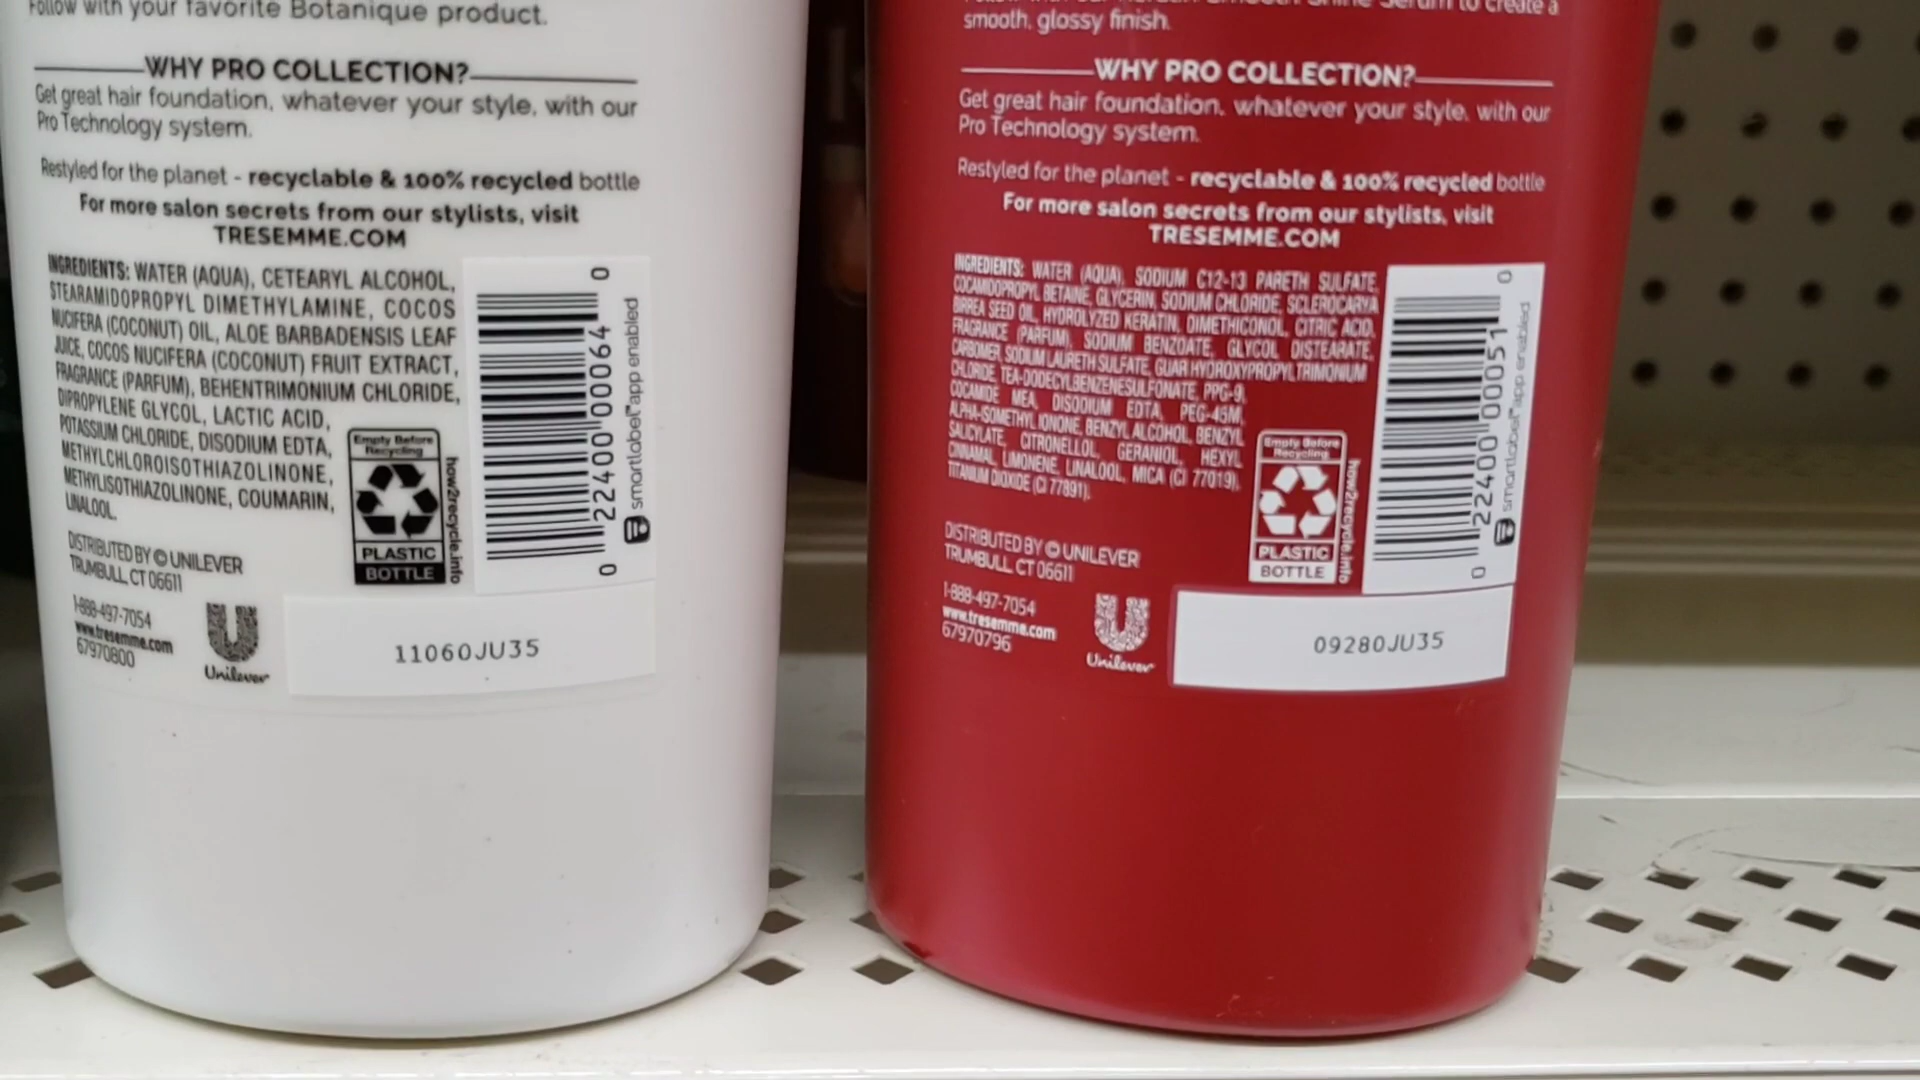 Follow with your favorite Botanique product.
WHY PRO COLLECTION?
Get great hair foundation, whatever your style, with our
Pro Technology system.
Restyled for the planet - recyclable & 100% recycled bottle
For more salon secrets from our stylists, visit
TRESEMME.COM
INGREDIENTS: WATER (AQUA), CETEARYL ALCOHOL,
STEARAMIDOPROPYL DIMETHYLAMINE, COCOS
NUCIFERA (COCONUT) OIL, ALOE BARBADENSIS LEAF
JUICE, COCOS NUCIFERA (COCONUT) FRUIT EXTRACT,
FRAGRANCE (PARFUM), BEHENTRIMONIUM CHLORIDE,
DIPROPYLENE GLYCOL, LACTIC ACID,
POTASSIUM CHLORIDE, DISODIUM EDTA,
METHYLCHLOROISOTHIAZOLINONE,
METHYLISOTHIAZOLINONE, COUMARIN,
LINALOOL.
Empty Before
Recycling
PLASTIC
BOTTLE
how2recycle.info
0 22400 00064 0
smartlabel™ app enabled
DISTRIBUTED BY © UNILEVER
TRUMBULL, CT 06611
1-888-497-7054
www.tresemme.com
67970800
Unilever
11060JU35
Smooth Shine Serum to create a
smooth, glossy finish.
WHY PRO COLLECTION?
Get great hair foundation, whatever your style, with our
Pro Technology system.
Restyled for the planet - recyclable & 100% recycled bottle
For more salon secrets from our stylists, visit
TRESEMME.COM
INGREDIENTS: WATER (AQUA), SODIUM C12-13 PARETH SULFATE,
COCAMIDOPROPYL BETAINE, GLYCERIN, SODIUM CHLORIDE, SCLEROCARYA
BIRREA SEED OIL, HYDROLYZED KERATIN, DIMETHICONOL, CITRIC ACID,
FRAGRANCE (PARFUM), SODIUM BENZOATE, GLYCOL DISTEARATE,
CARBOMER, SODIUM LAURETH SULFATE, GUAR HYDROXYPROPYLTRIMONIUM
CHLORIDE, TEA-DODECYLBENZENESULFONATE, PPG-9,
COCAMIDE MEA, DISODIUM EDTA, PEG-45M,
ALPHA-ISOMETHYL IONONE, BENZYL ALCOHOL, BENZYL
SALICYLATE, CITRONELLOL, GERANIOL, HEXYL
CINNAMAL, LIMONENE, LINALOOL, MICA (CI 77019),
TITANIUM DIOXIDE (CI 77891).
Empty Before
Recycling
PLASTIC
BOTTLE
how2recycle.info
0 22400 00051 0
smartlabel™ app enabled
DISTRIBUTED BY © UNILEVER
TRUMBULL, CT 06611
1-888-497-7054
www.tresemme.com
67970796
Unilever
09280JU35